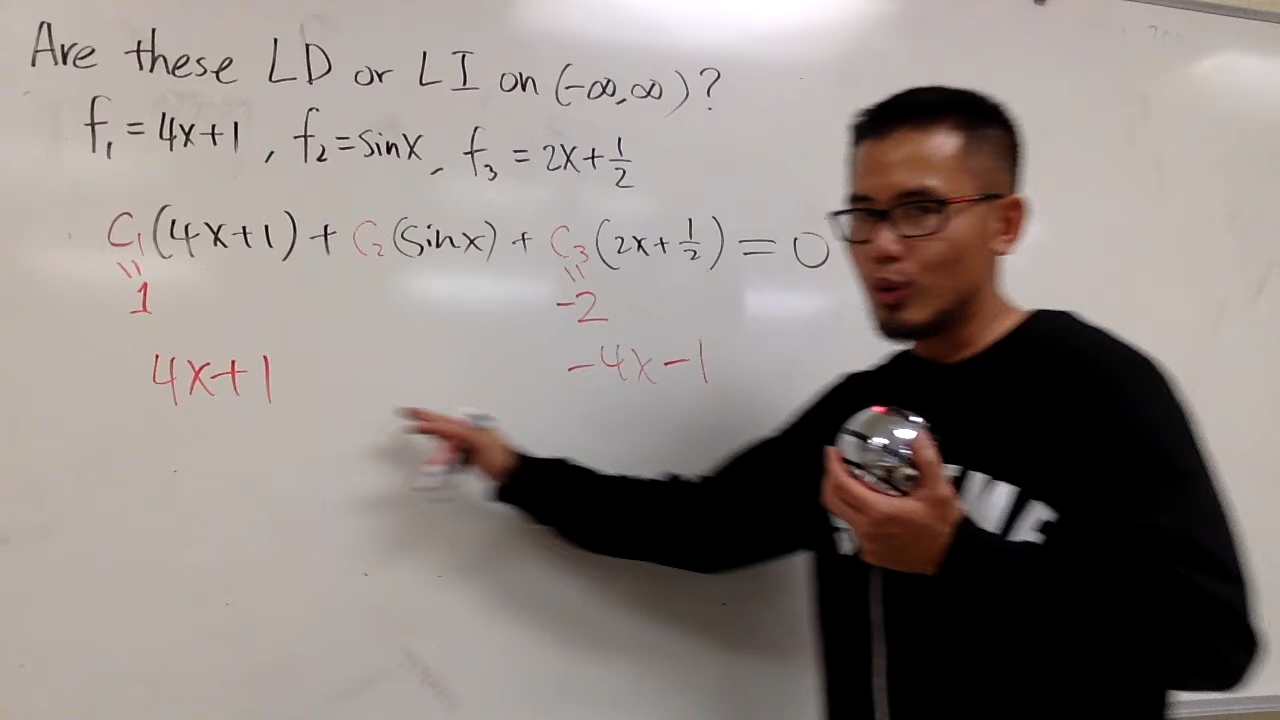 Are these LD or LI on (-∞,∞)?
f₁ = 4x+1 , f₂ = sinx, f₃ = 2x+½
C₁(4x+1) + C₂(sinx) + C₃(2x+½) = 0
" "
1 -2
4x+1 -4x-1